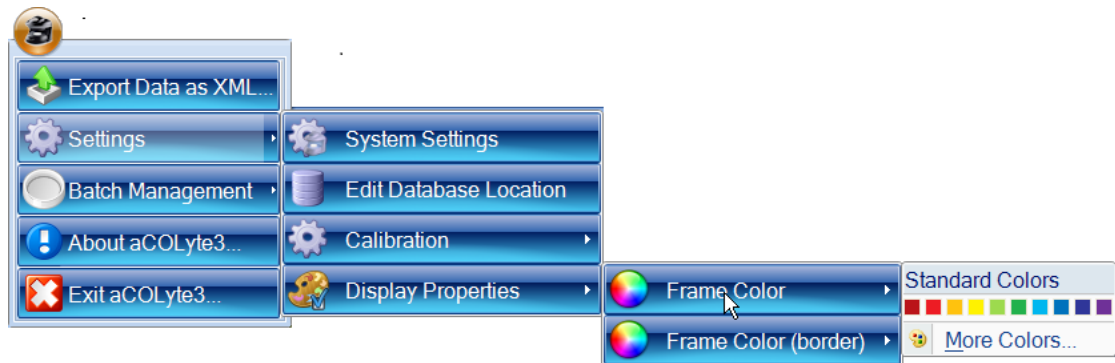 Export Data as XML...
Settings
Batch Management
About aCOLyte3...
Exit aCOLyte3...
System Settings
Edit Database Location
Calibration
Display Properties
Frame Color
Frame Color (border)
Standard Colors
More Colors...